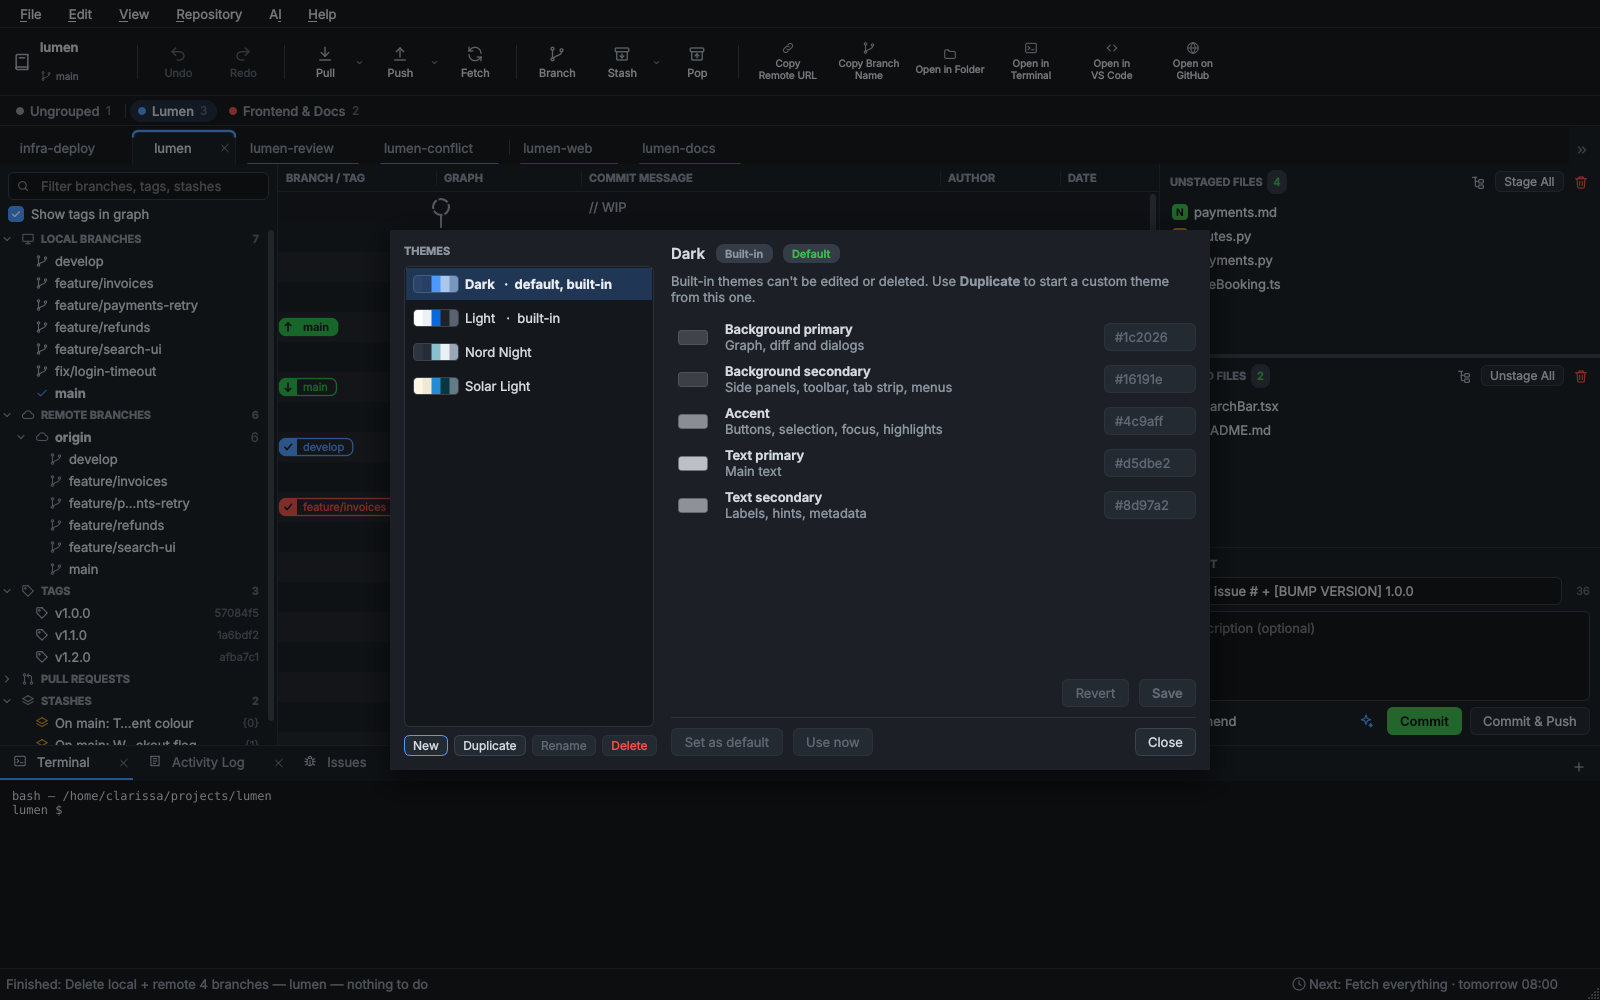 File Edit View Repository AI Help
lumen
main
Undo Redo Pull Push Fetch Branch Stash Pop
Copy Remote URL
Copy Branch Name
Open in Folder
Open in Terminal
Open in VS Code
Open on GitHub
Ungrouped 1 Lumen 3 Frontend & Docs 2
infra-deploy lumen lumen-review lumen-conflict lumen-web lumen-docs
Filter branches, tags, stashes
Show tags in graph
LOCAL BRANCHES 7
develop
feature/invoices
feature/payments-retry
feature/refunds
feature/search-ui
fix/login-timeout
main
REMOTE BRANCHES 6
origin 6
develop
feature/invoices
feature/p...nts-retry
feature/refunds
feature/search-ui
main
TAGS 3
v1.0.0 57084f5
v1.1.0 1a6bdf2
v1.2.0 afba7c1
PULL REQUESTS
STASHES 2
On main: T...ent colour {0}
On main: W...ckout flag {1}
BRANCH / TAG GRAPH COMMIT MESSAGE AUTHOR DATE
// WIP
main
main
develop
feature/invoices
THEMES
Dark · default, built-in
Light · built-in
Nord Night
Solar Light
New Duplicate Rename Delete
Dark Built-in Default
Built-in themes can't be edited or deleted. Use Duplicate to start a custom theme
from this one.
Background primary
Graph, diff and dialogs
#1c2026
Background secondary
Side panels, toolbar, tab strip, menus
#16191e
Accent
Buttons, selection, focus, highlights
#4c9aff
Text primary
Main text
#d5dbe2
Text secondary
Labels, hints, metadata
#8d97a2
Revert Save
Set as default Use now Close
UNSTAGED FILES 4 Stage All
N payments.md
utes.py
yments.py
eBooking.ts
D FILES 2 Unstage All
archBar.tsx
ADME.md
T
issue # + [BUMP VERSION] 1.0.0 36
cription (optional)
nend Commit Commit & Push
Terminal Activity Log Issues
bash — /home/clarissa/projects/lumen
lumen $
Finished: Delete local + remote 4 branches — lumen — nothing to do
Next: Fetch everything · tomorrow 08:00